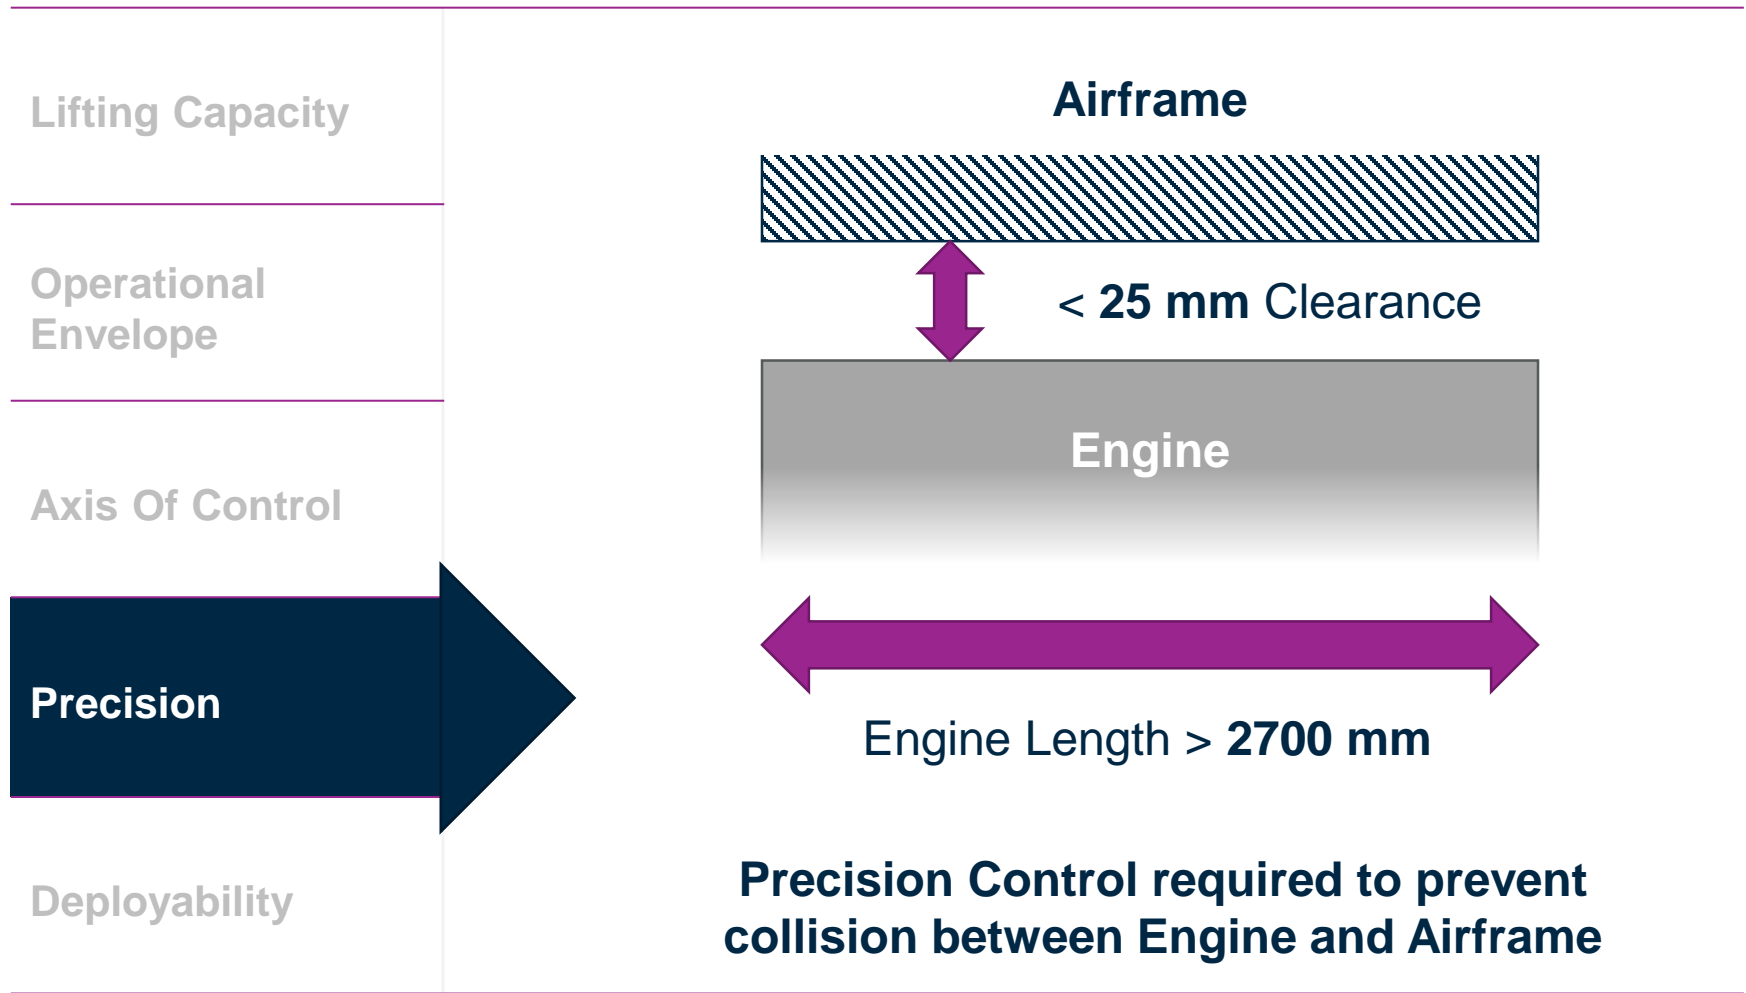 Lifting Capacity
Operational
Envelope
Axis Of Control
Precision
Deployability
Airframe
< 25 mm Clearance
Engine
Engine Length > 2700 mm
Precision Control required to prevent
collision between Engine and Airframe